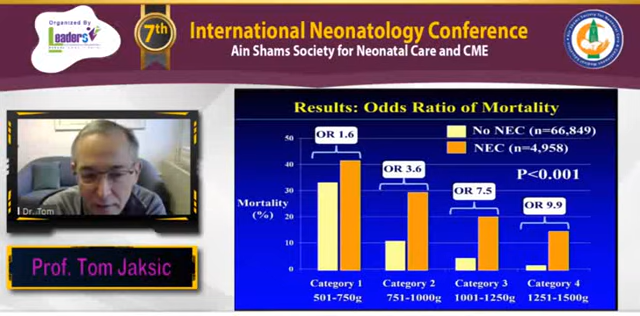 Organized By
Leaders
7th
International Neonatology Conference
Ain Shams Society for Neonatal Care and CME
Results: Odds Ratio of Mortality
No NEC (n=66,849)
NEC (n=4,958)
P<0.001
OR 1.6
OR 3.6
OR 7.5
OR 9.9
Mortality
(%)
50
40
30
20
10
0
Category 1
501-750g
Category 2
751-1000g
Category 3
1001-1250g
Category 4
1251-1500g
Dr. Tom
Prof. Tom Jaksic